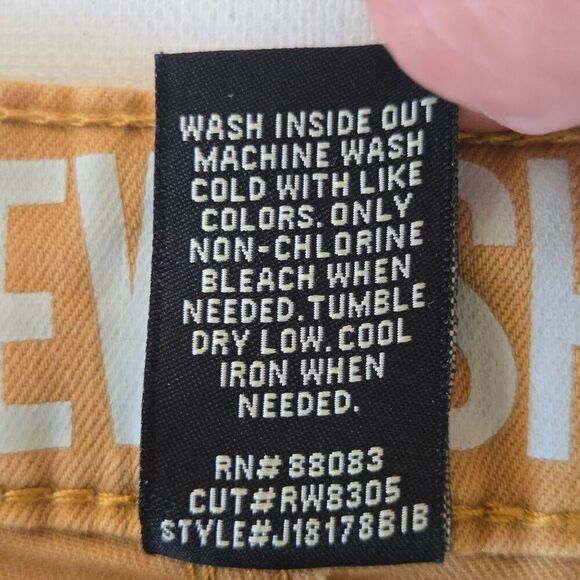 WASH INSIDE OUT
MACHINE WASH
COLD WITH LIKE
COLORS. ONLY
NON-CHLORINE
BLEACH WHEN
NEEDED. TUMBLE
DRY LOW. COOL
IRON WHEN
NEEDED.
RN# 88083
CUT#RW8305
STYLE#J18178BIB